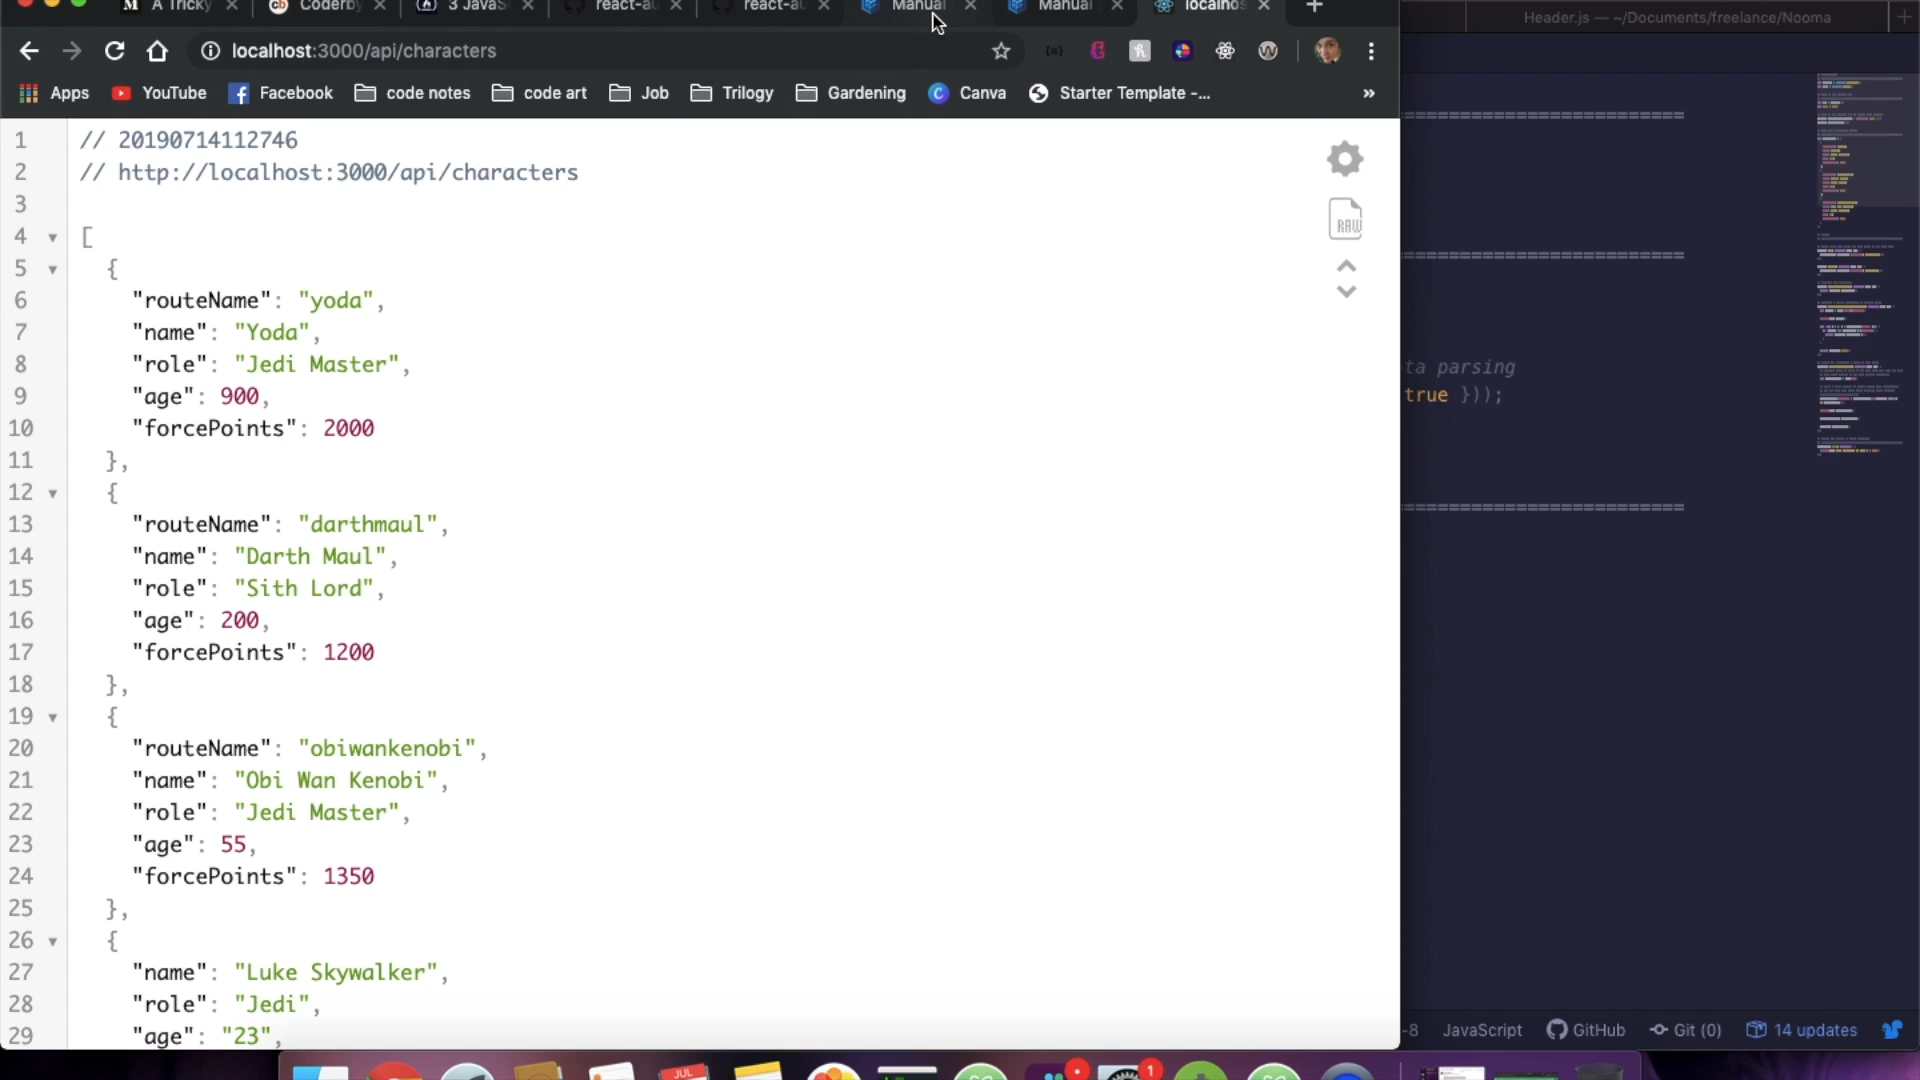 A Tricky
Coderby
3 JavaS
react-au
react-au
Manual
Manual
localhos
Header.js — ~/Documents/freelance/Nooma
localhost:3000/api/characters
Apps YouTube Facebook code notes code art Job Trilogy Gardening Canva Starter Template -... »
1 // 20190714112746
2 // http://localhost:3000/api/characters
3
4 [
5 {
6 "routeName": "yoda",
7 "name": "Yoda",
8 "role": "Jedi Master",
9 "age": 900,
10 "forcePoints": 2000
11 },
12 {
13 "routeName": "darthmaul",
14 "name": "Darth Maul",
15 "role": "Sith Lord",
16 "age": 200,
17 "forcePoints": 1200
18 },
19 {
20 "routeName": "obiwankenobi",
21 "name": "Obi Wan Kenobi",
22 "role": "Jedi Master",
23 "age": 55,
24 "forcePoints": 1350
25 },
26 {
27 "name": "Luke Skywalker",
28 "role": "Jedi",
29 "age": "23",
RAW
ta parsing
true }));
-8 JavaScript GitHub Git (0) 14 updates
JUL
1